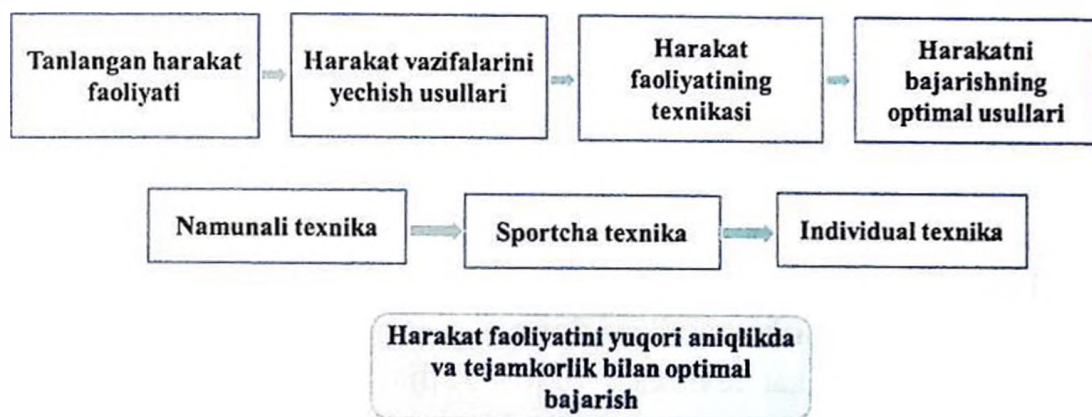 Tanlangan harakat
faoliyati
Harakat vazifalarini
yechish usullari
Harakat
faoliyatining
texnikasi
Harakatni
bajarishning
optimal usullari
Namunali texnika
Sportcha texnika
Individual texnika
Harakat faoliyatini yuqori aniqlikda
va tejamkorlik bilan optimal
bajarish